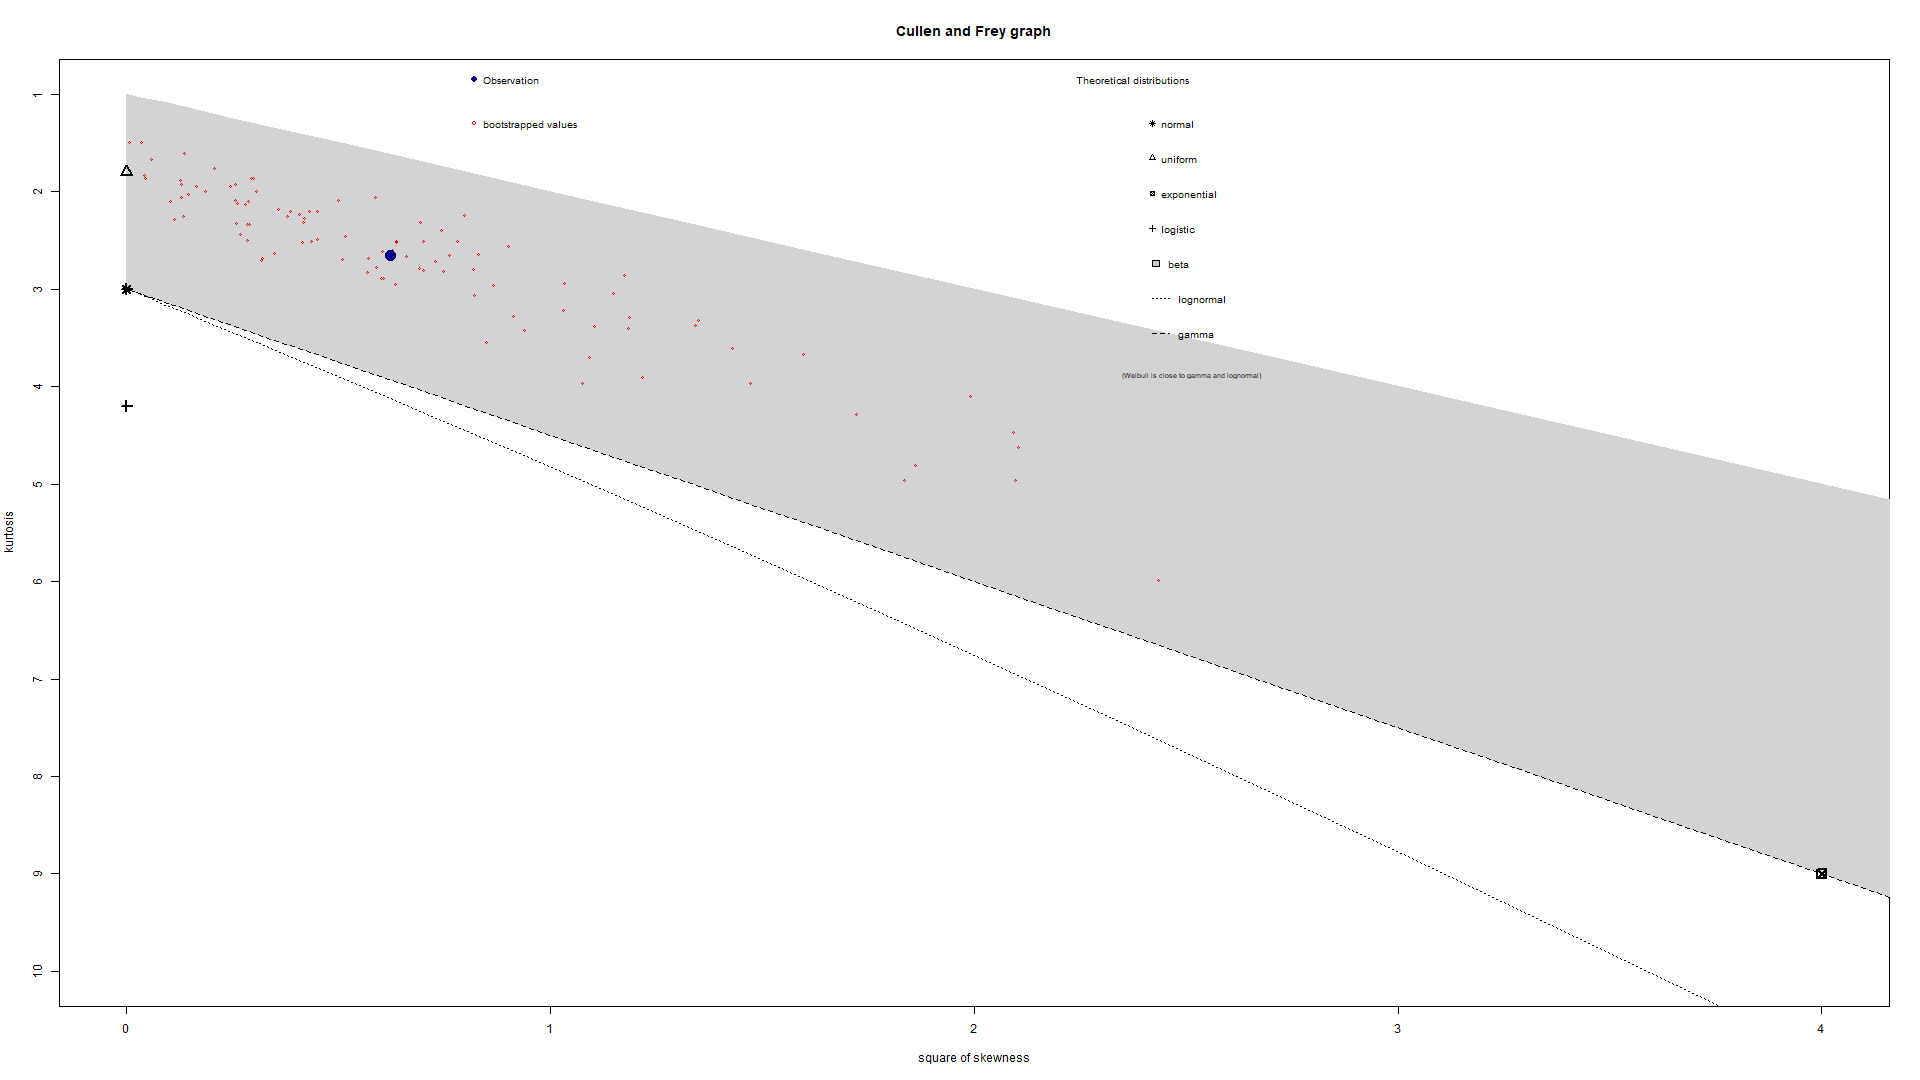 Cullen and Frey graph
Observation
bootstrapped values
Theoretical distributions
normal
uniform
exponential
logistic
beta
lognormal
gamma
(Weibull is close to gamma and lognormal)
kurtosis
1
2
3
4
5
6
7
8
9
10
0 1 2 3 4
square of skewness